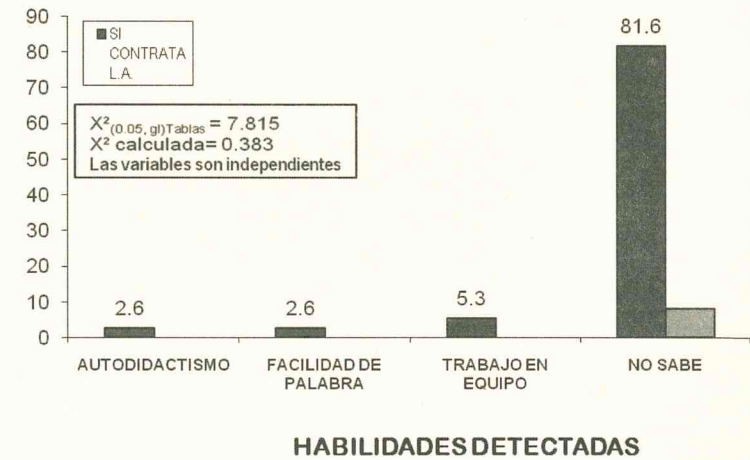 90
80
70
60
50
40
30
20
10
0
SI
CONTRATA
L.A.
X²(0.05, gl)Tablas = 7.815
X² calculada= 0.383
Las variables son independientes
2.6
2.6
5.3
81.6
AUTODIDACTISMO
FACILIDAD DE
PALABRA
TRABAJO EN
EQUIPO
NO SABE
HABILIDADES DETECTADAS